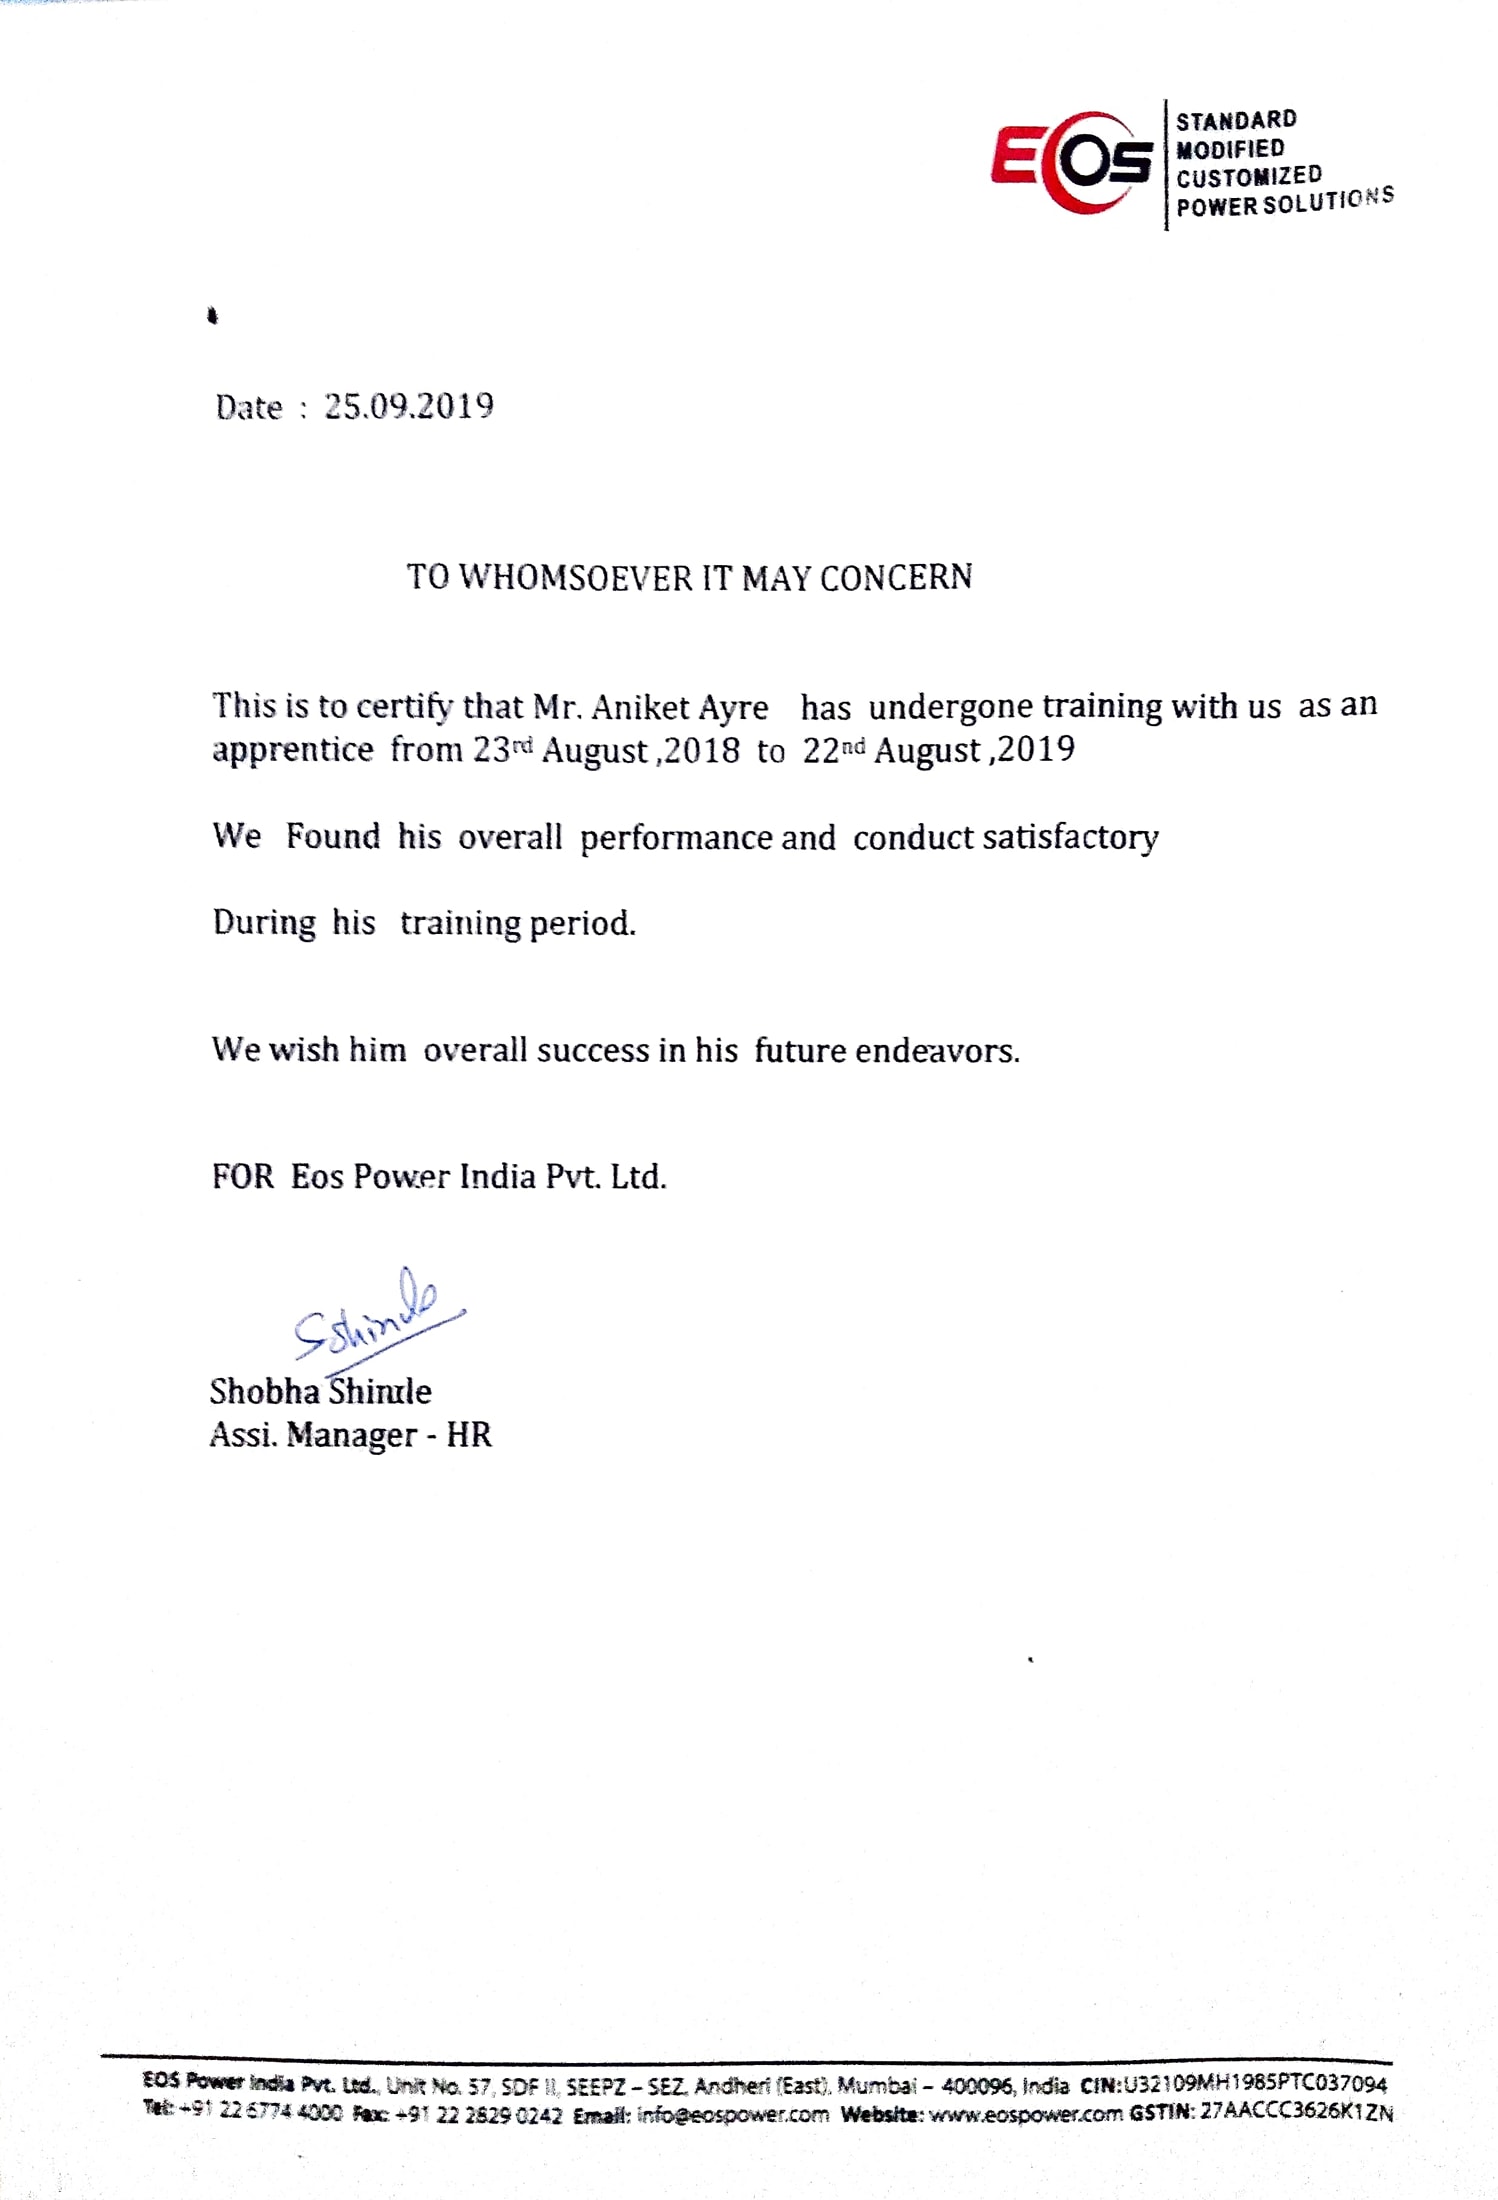 EOS
STANDARD
MODIFIED
CUSTOMIZED
POWER SOLUTIONS
Date : 25.09.2019
TO WHOMSOEVER IT MAY CONCERN
This is to certify that Mr. Aniket Ayre has undergone training with us as an
apprentice from 23rd August ,2018 to 22nd August ,2019
We Found his overall performance and conduct satisfactory
During his training period.
We wish him overall success in his future endeavors.
FOR Eos Power India Pvt. Ltd.
SShinde
Shobha Shinde
Assi. Manager - HR
EOS Power India Pvt. Ltd., Unit No. 57, SDF II, SEEPZ – SEZ, Andheri (East), Mumbai – 400096, India CIN:U32109MH1985PTC037094
Tel: +91 22 6774 4000 Fax: +91 22 2829 0242 Email: info@eospower.com Website: www.eospower.com GSTIN: 27AACCC3626K1ZN